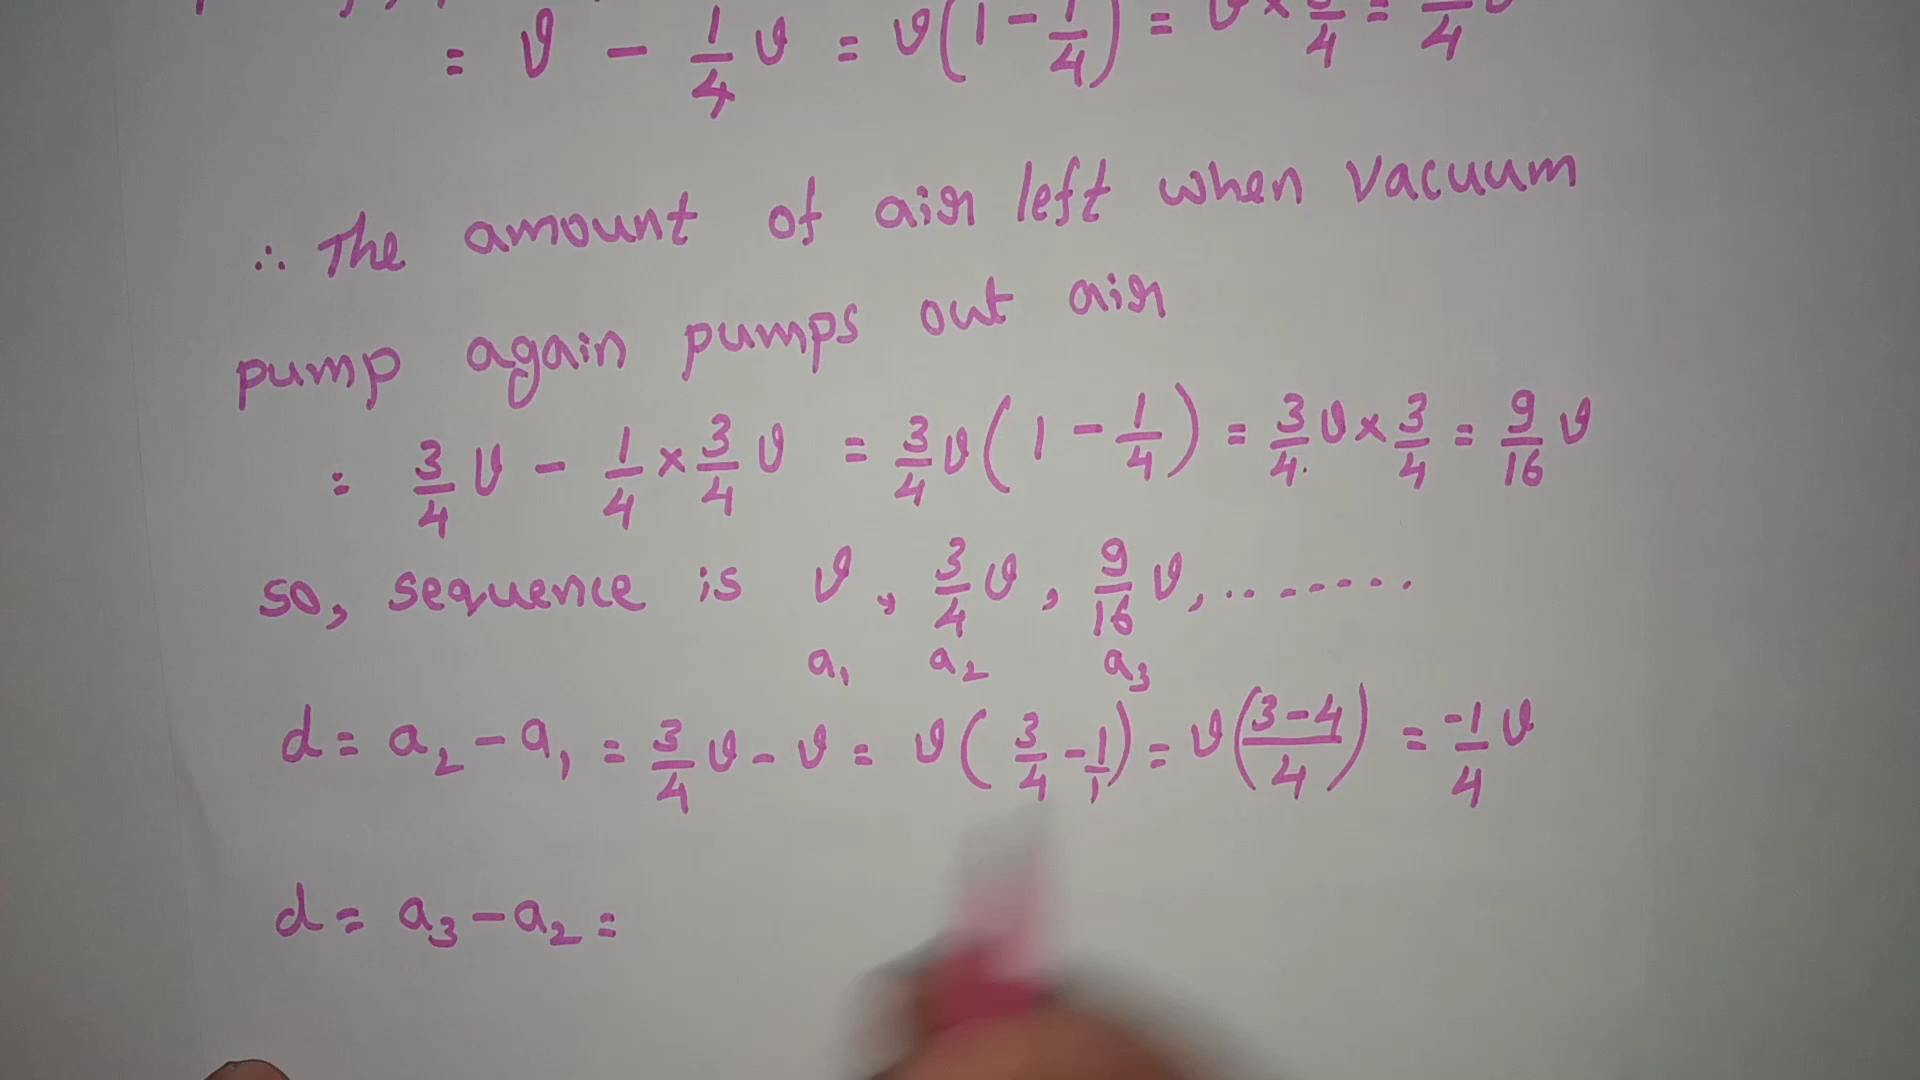 = v - 1/4 v = v(1 - 1/4) = v × 3/4 = 3/4 v
∴ The amount of air left when vacuum
pump again pumps out air
= 3/4 v - 1/4 × 3/4 v = 3/4 v(1 - 1/4) = 3/4 v × 3/4 = 9/16 v
so, sequence is v, 3/4 v, 9/16 v, ........
a₁ a₂ a₃
d = a₂ - a₁ = 3/4 v - v = v(3/4 - 1/1) = v((3-4)/4) = -1/4 v
d = a₃ - a₂ =